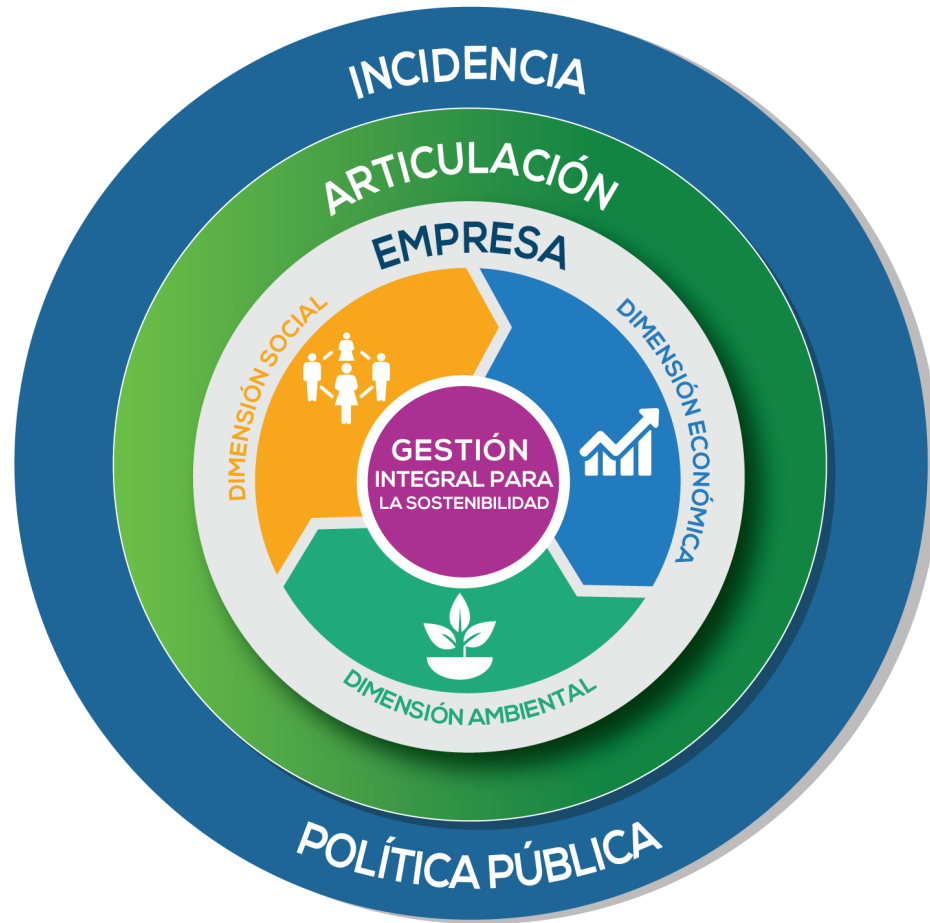 INCIDENCIA
ARTICULACIÓN
EMPRESA
DIMENSIÓN SOCIAL
DIMENSIÓN ECONÓMICA
GESTIÓN
INTEGRAL PARA
LA SOSTENIBILIDAD
DIMENSIÓN AMBIENTAL
POLÍTICA PÚBLICA